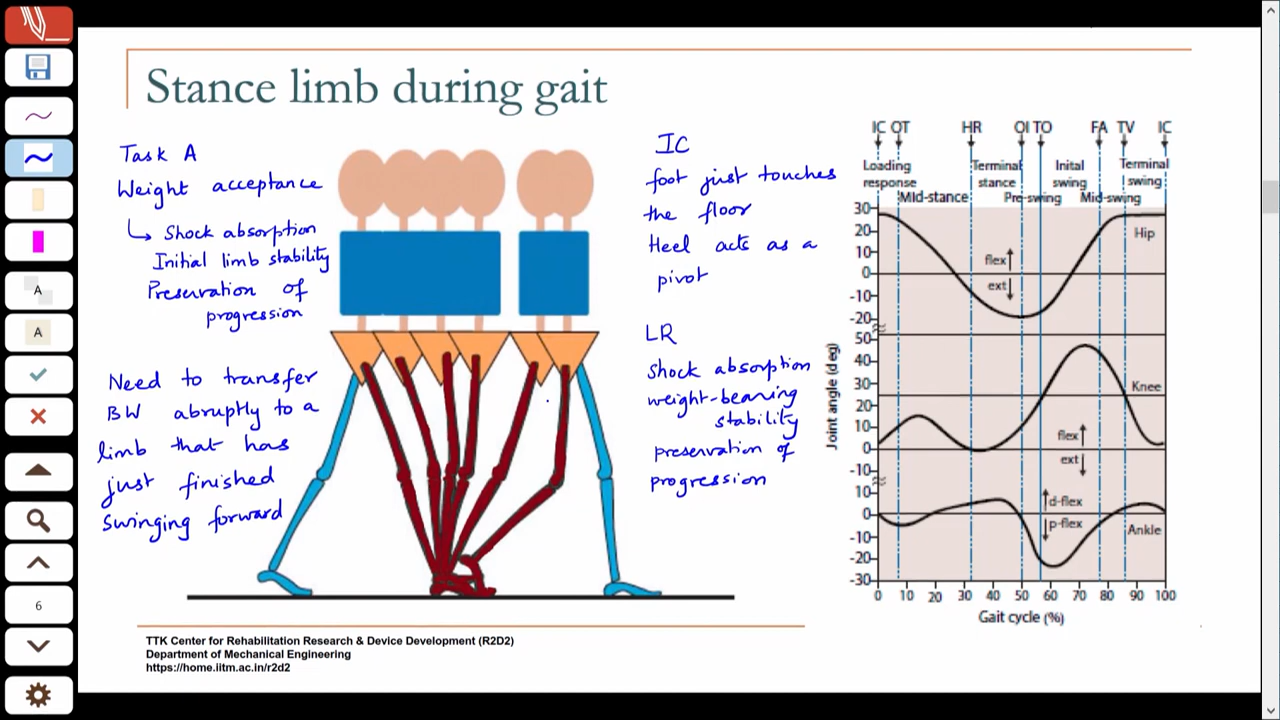 Stance limb during gait
Task A
Weight acceptance
↳ Shock absorption
Initial limb stability
Preservation of
progression
Need to transfer
BW abruptly to a
limb that has
just finished
swinging forward
IC
foot just touches
the floor
Heel acts as a
pivot
LR
Shock absorption
weight-bearing
stability
preservation of
progression
IC OT HR OI TO FA TV IC
Loading
response
Mid-stance
Terminal
stance
Pre-swing
Inital
swing
Mid-swing
Terminal
swing
30
20
10
0
-10
-20
Hip
flex
ext
50
40
30
20
10
0
-10
Knee
flex
ext
10
0
-10
-20
-30
d-flex
p-flex
Ankle
Joint angle (deg)
0 10 20 30 40 50 60 70 80 90 100
Gait cycle (%)
TTK Center for Rehabilitation Research & Device Development (R2D2)
Department of Mechanical Engineering
https://home.iitm.ac.in/r2d2
A
A
6